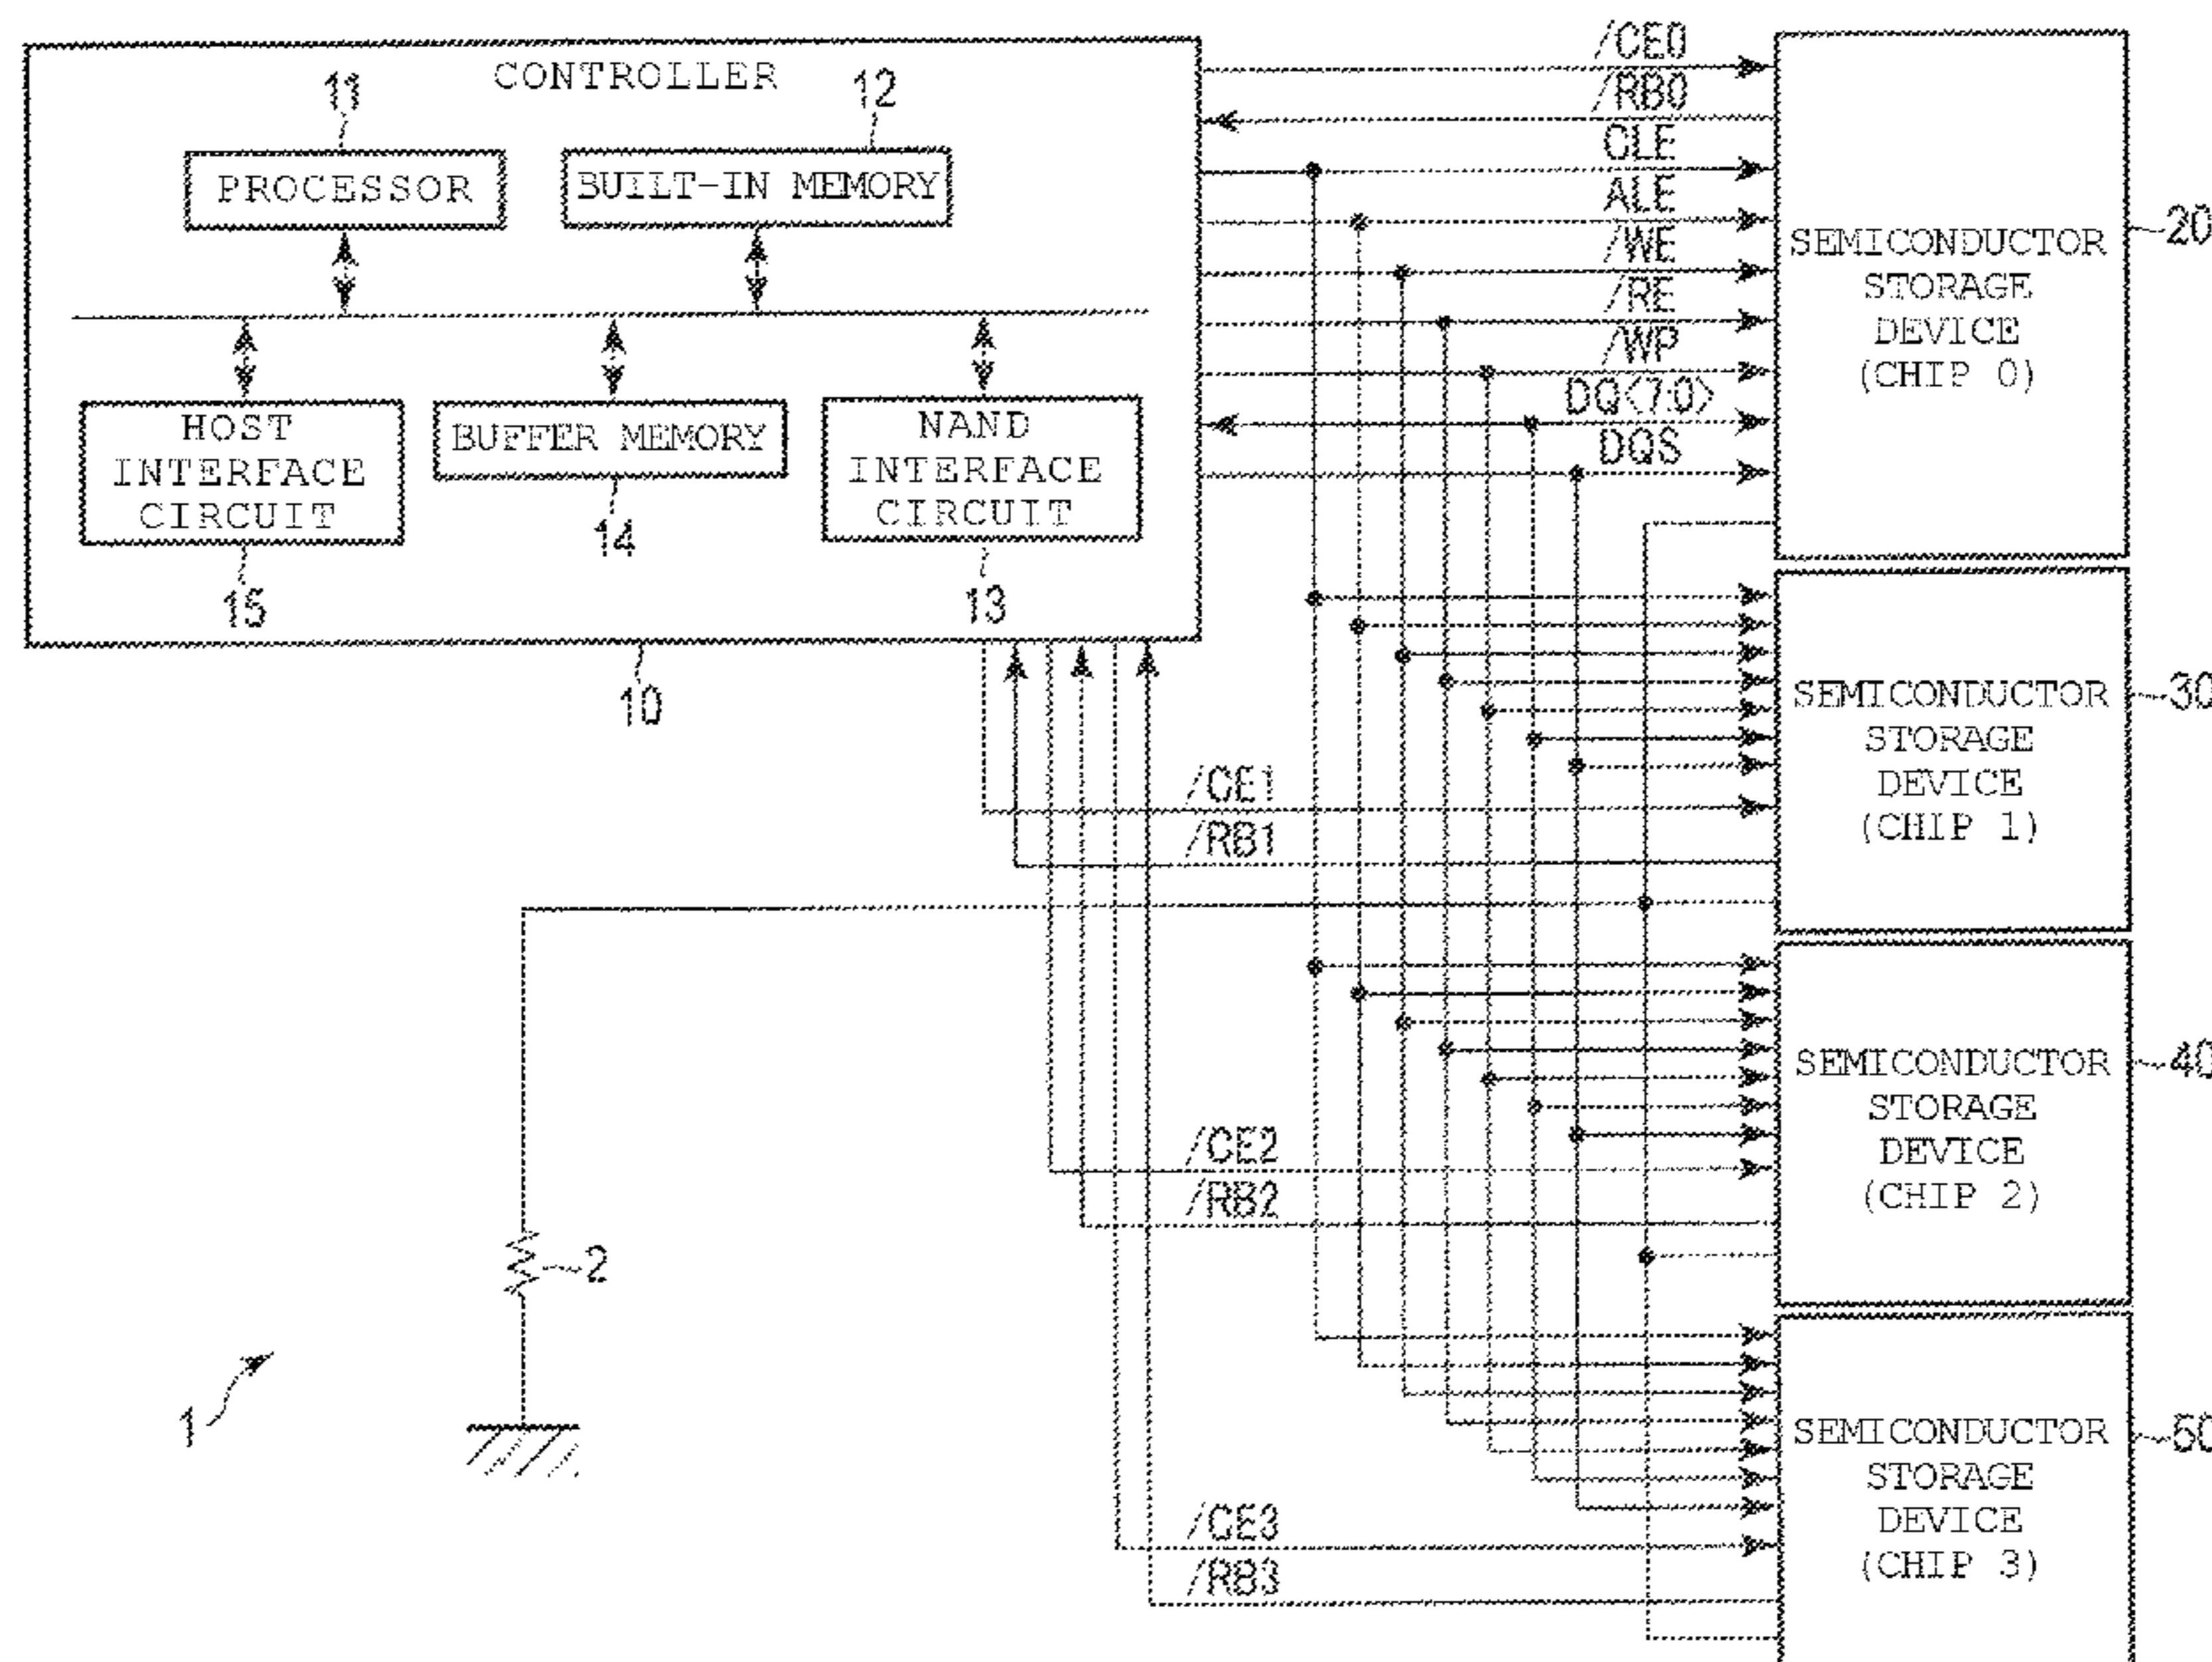 CONTROLLER
11
12
PROCESSOR
BUILT-IN MEMORY
HOST
INTERFACE
CIRCUIT
BUFFER MEMORY
NAND
INTERFACE
CIRCUIT
15
14
13
10
/CE0
/RB0
CLE
ALE
/WE
/RE
/WP
DQ<7:0>
DQS
SEMICONDUCTOR
STORAGE
DEVICE
(CHIP 0)
20
SEMICONDUCTOR
STORAGE
DEVICE
(CHIP 1)
30
/CE1
/RB1
SEMICONDUCTOR
STORAGE
DEVICE
(CHIP 2)
40
/CE2
/RB2
2
1
SEMICONDUCTOR
STORAGE
DEVICE
(CHIP 3)
50
/CE3
/RB3